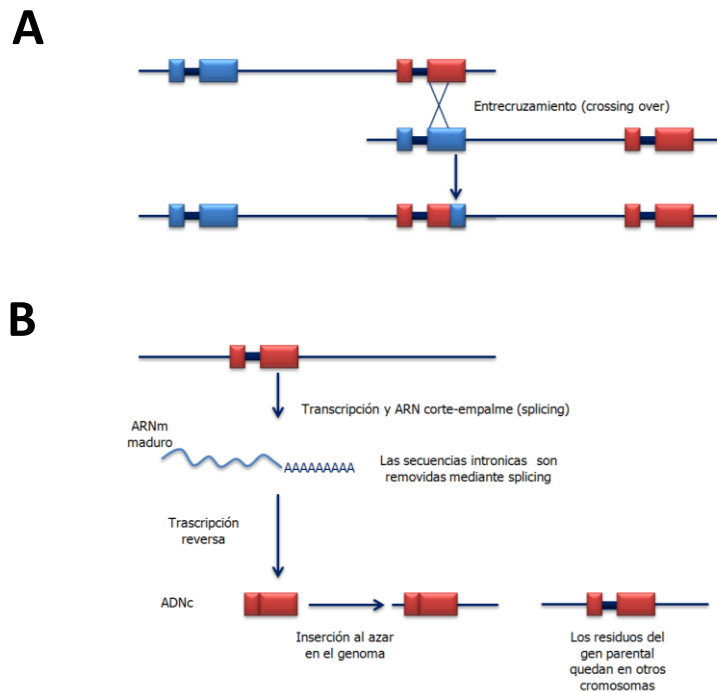 A
Entrecruzamiento (crossing over)
B
Transcripción y ARN corte-empalme (splicing)
ARNm
maduro
AAAAAAAAA
Las secuencias intronicas son
removidas mediante splicing
Trascripción
reversa
ADNc
Inserción al azar
en el genoma
Los residuos del
gen parental
quedan en otros
cromosomas